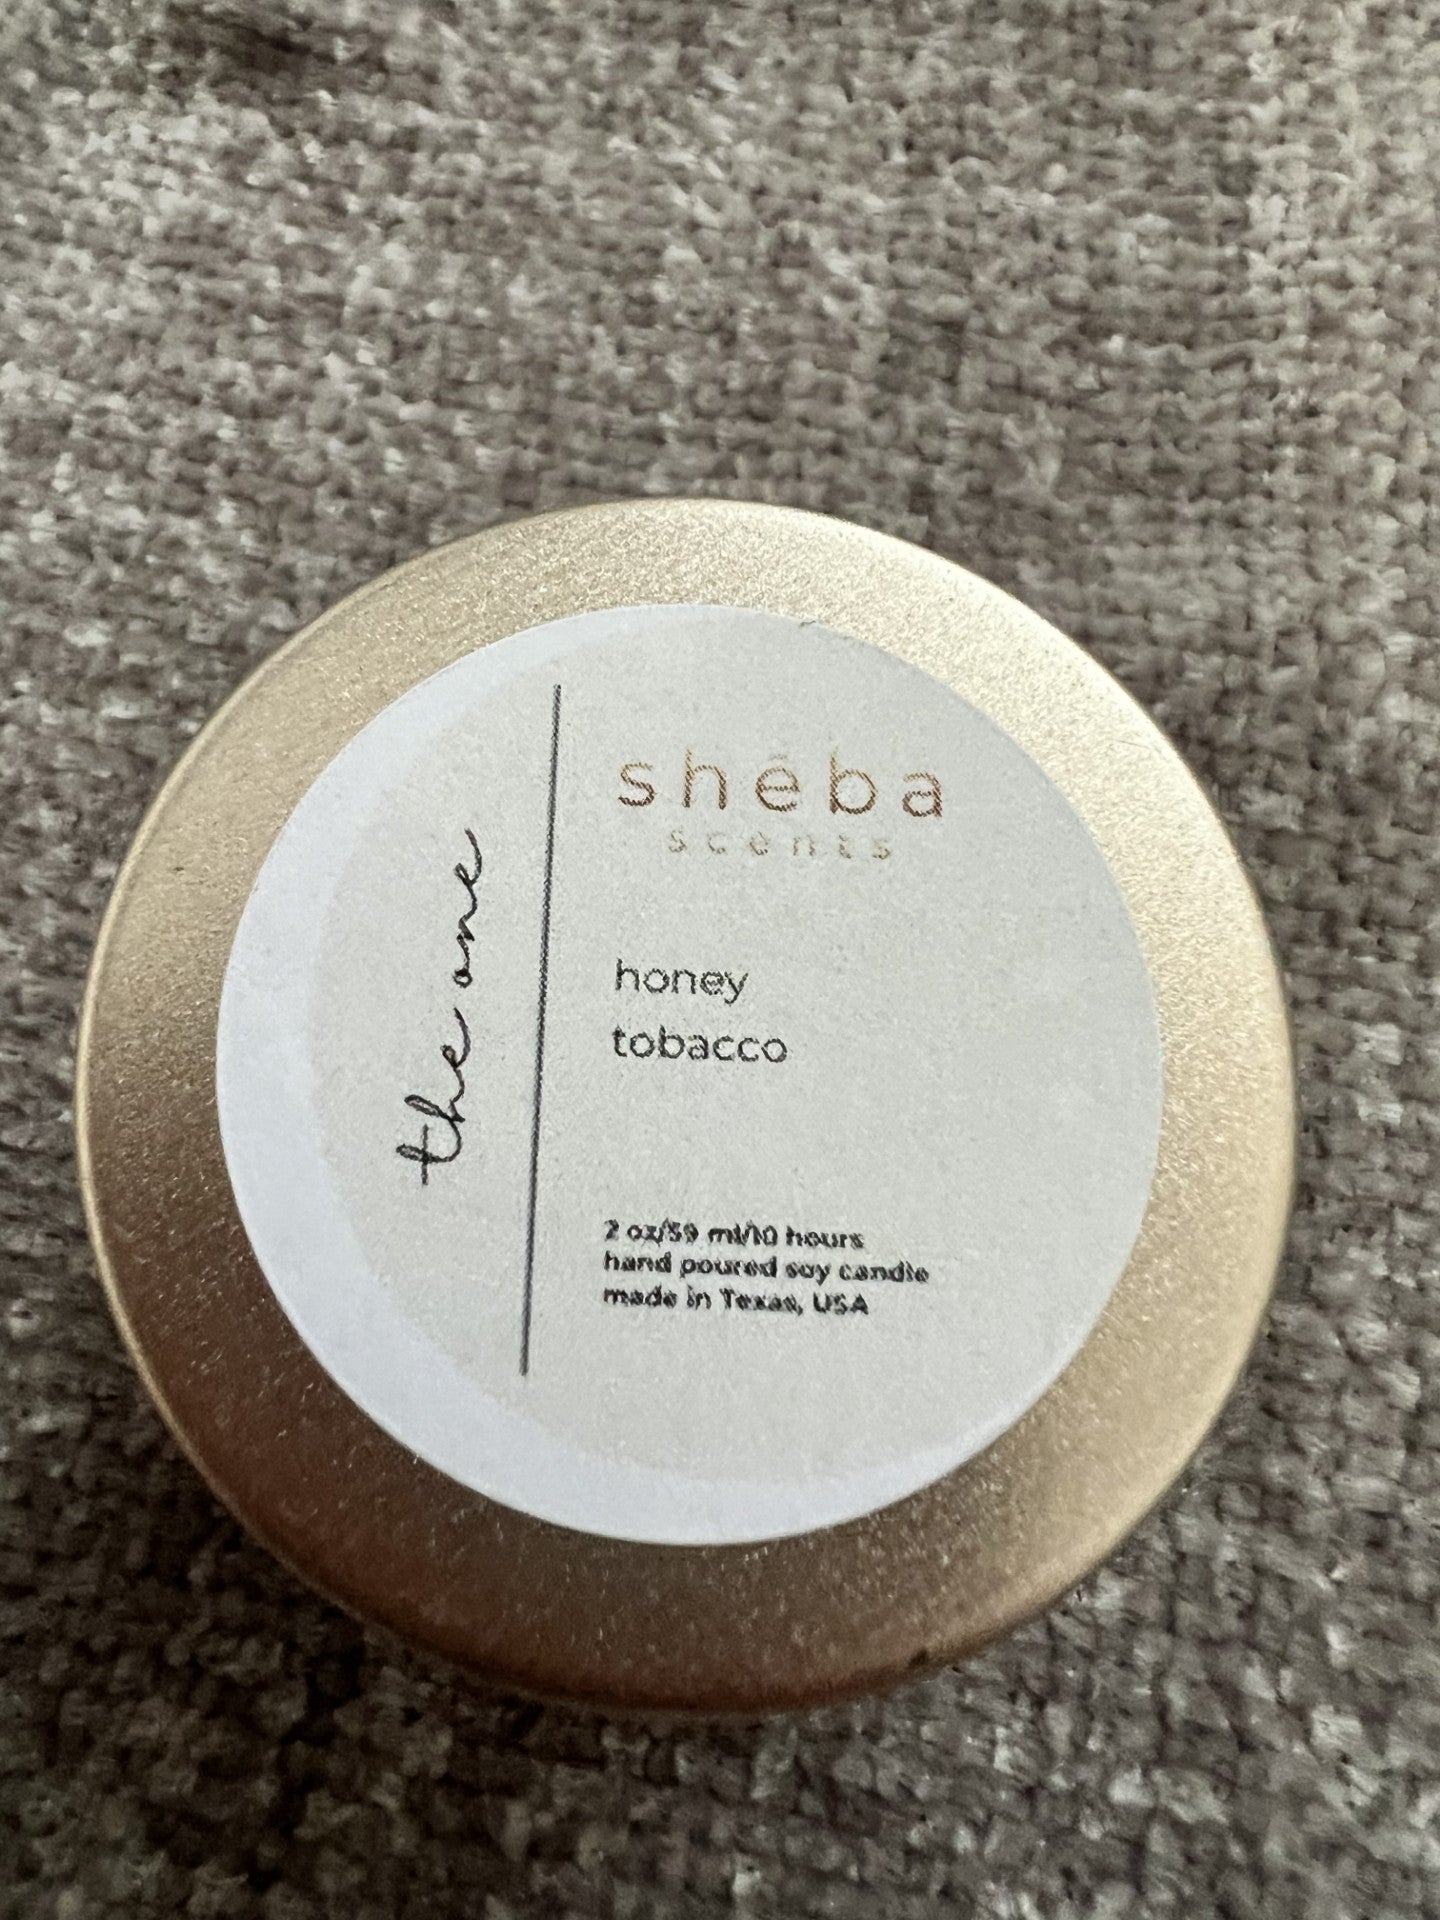 the one
shēba
scents
honey
tobacco
2 oz/59 ml/10 hours
hand poured soy candle
made in Texas, USA